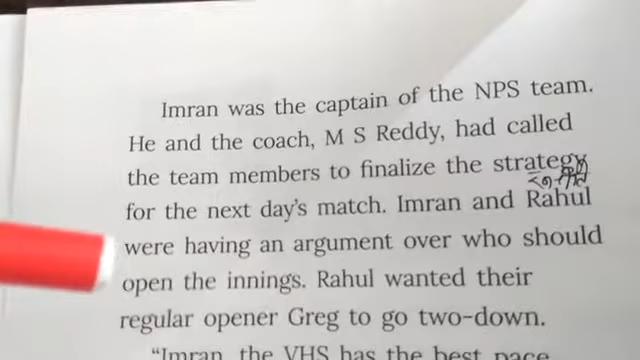 Imran was the captain of the NPS team.
He and the coach, M S Reddy, had called
the team members to finalize the strategy
for the next day's match. Imran and Rahul
were having an argument over who should
open the innings. Rahul wanted their
regular opener Greg to go two-down.
"Imran, the VHS has the best pace